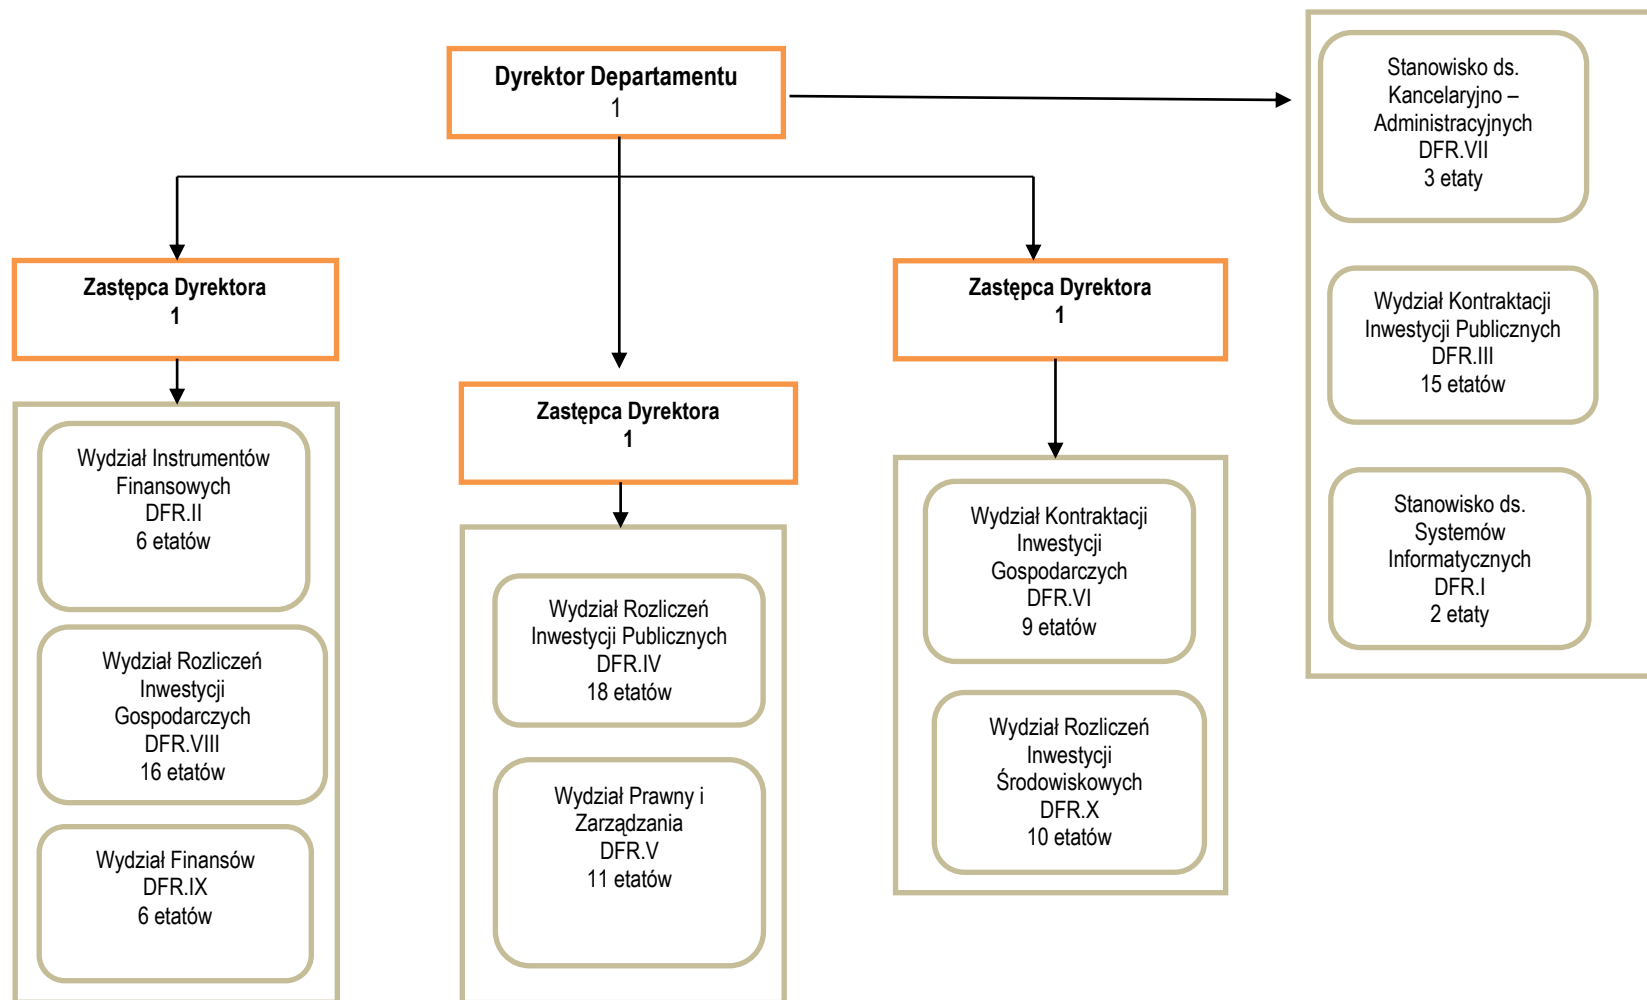 Dyrektor Departamentu
1
Stanowisko ds.
Kancelaryjno –
Administracyjnych
DFR.VII
3 etaty
Zastępca Dyrektora
1
Zastępca Dyrektora
1
Zastępca Dyrektora
1
Wydział Kontraktacji
Inwestycji Publicznych
DFR.III
15 etatów
Stanowisko ds.
Systemów
Informatycznych
DFR.I
2 etaty
Wydział Instrumentów
Finansowych
DFR.II
6 etatów
Wydział Rozliczeń
Inwestycji
Gospodarczych
DFR.VIII
16 etatów
Wydział Finansów
DFR.IX
6 etatów
Wydział Rozliczeń
Inwestycji Publicznych
DFR.IV
18 etatów
Wydział Prawny i
Zarządzania
DFR.V
11 etatów
Wydział Kontraktacji
Inwestycji
Gospodarczych
DFR.VI
9 etatów
Wydział Rozliczeń
Inwestycji
Środowiskowych
DFR.X
10 etatów